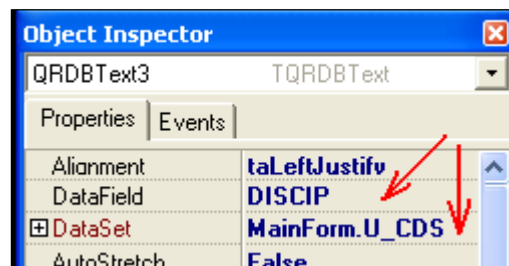 Object Inspector
QRDBText3 TQRDBText
Properties Events
Alignment taLeftJustify
DataField DISCIP
DataSet MainForm.U_CDS
AutoStretch False